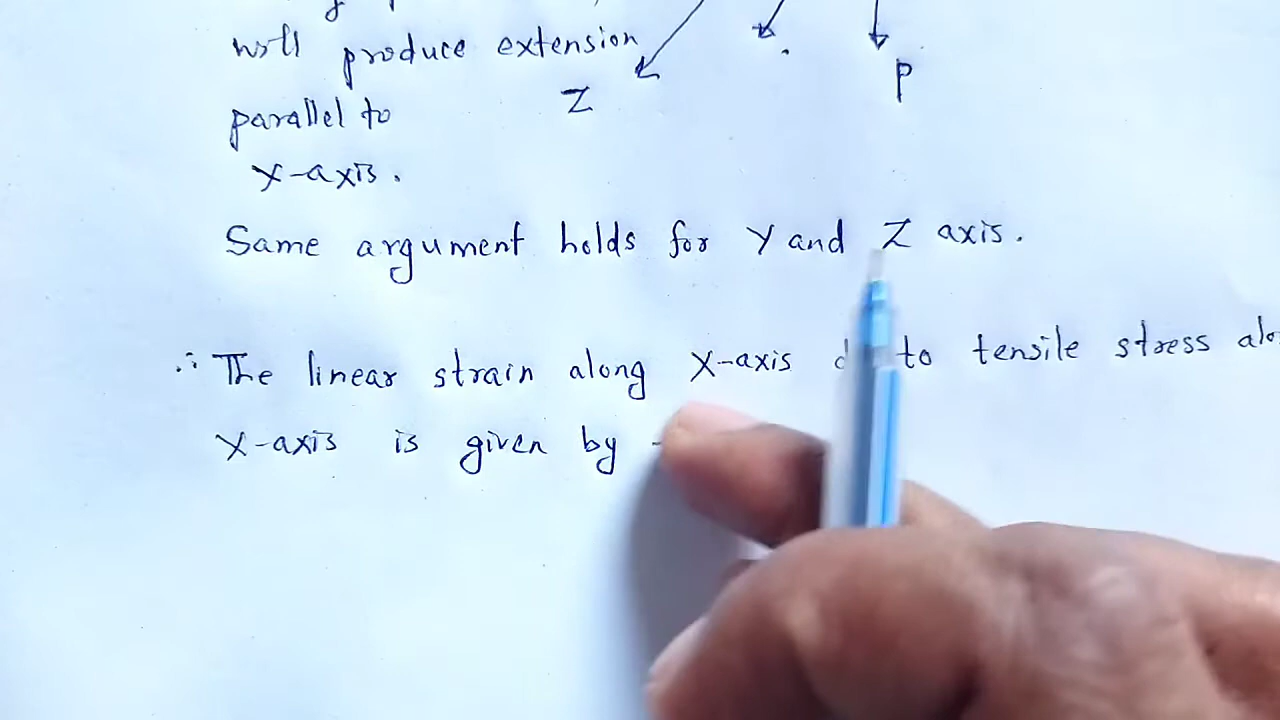 will produce extension
Z
P
parallel to
X-axis.
Same argument holds for Y and Z axis.
∴ The linear strain along X-axis to tensile stress
X-axis is given by